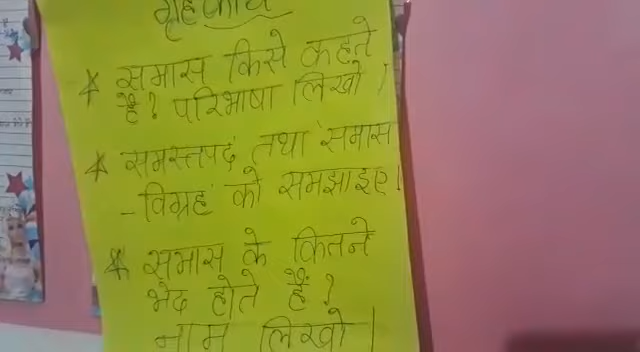 गृहकार्य
* समास किसे कहते
हैं? परिभाषा लिखो।
* समस्तपद तथा 'समास
-विग्रह' को समझाइए।
* समास के कितने
भेद होते हैं?
नाम लिखो।